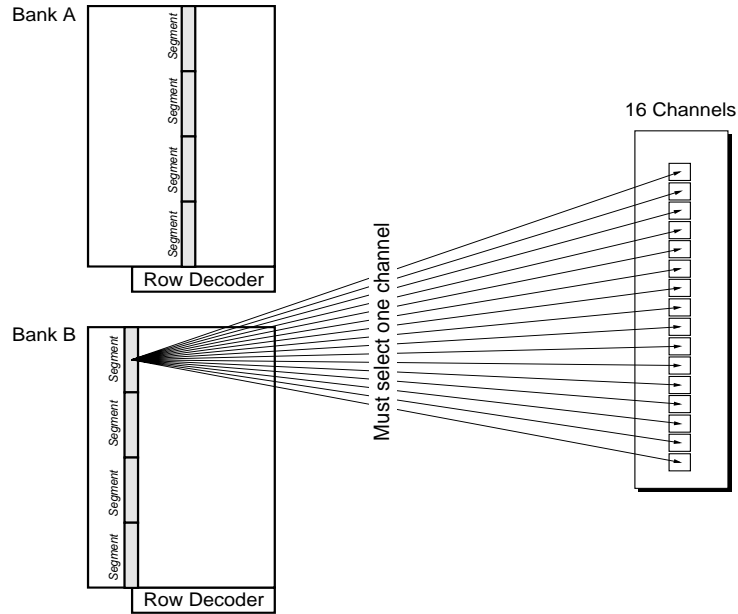 Bank A
Segment
Segment
Segment
Segment
Row Decoder
16 Channels
Must select one channel
Bank B
Segment
Segment
Segment
Segment
Row Decoder